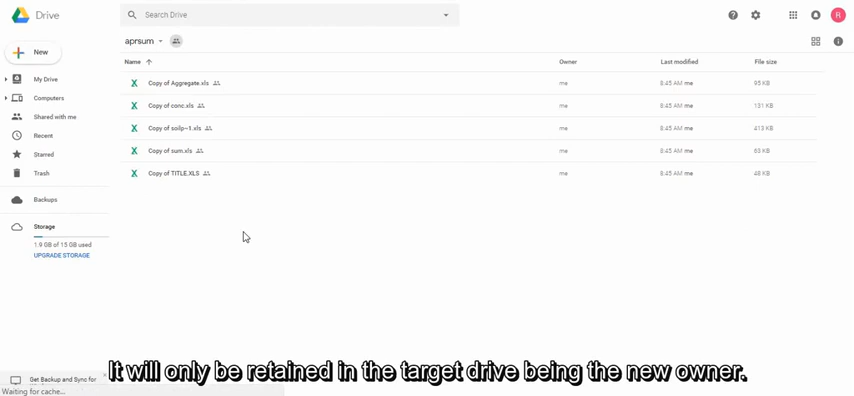 Drive
Search Drive
R
New
aprsum
Name
Owner
Last modified
File size
My Drive
Computers
Shared with me
Recent
Starred
Trash
Backups
Storage
1.9 GB of 15 GB used
UPGRADE STORAGE
Copy of Aggregate.xls me 8:45 AM me 95 KB
Copy of conc.xls me 8:45 AM me 131 KB
Copy of soilp~1.xls me 8:45 AM me 413 KB
Copy of sum.xls me 8:45 AM me 63 KB
Copy of TITLE.XLS me 8:45 AM me 48 KB
It will only be retained in the target drive being the new owner.
Get Backup and Sync for
Waiting for cache...